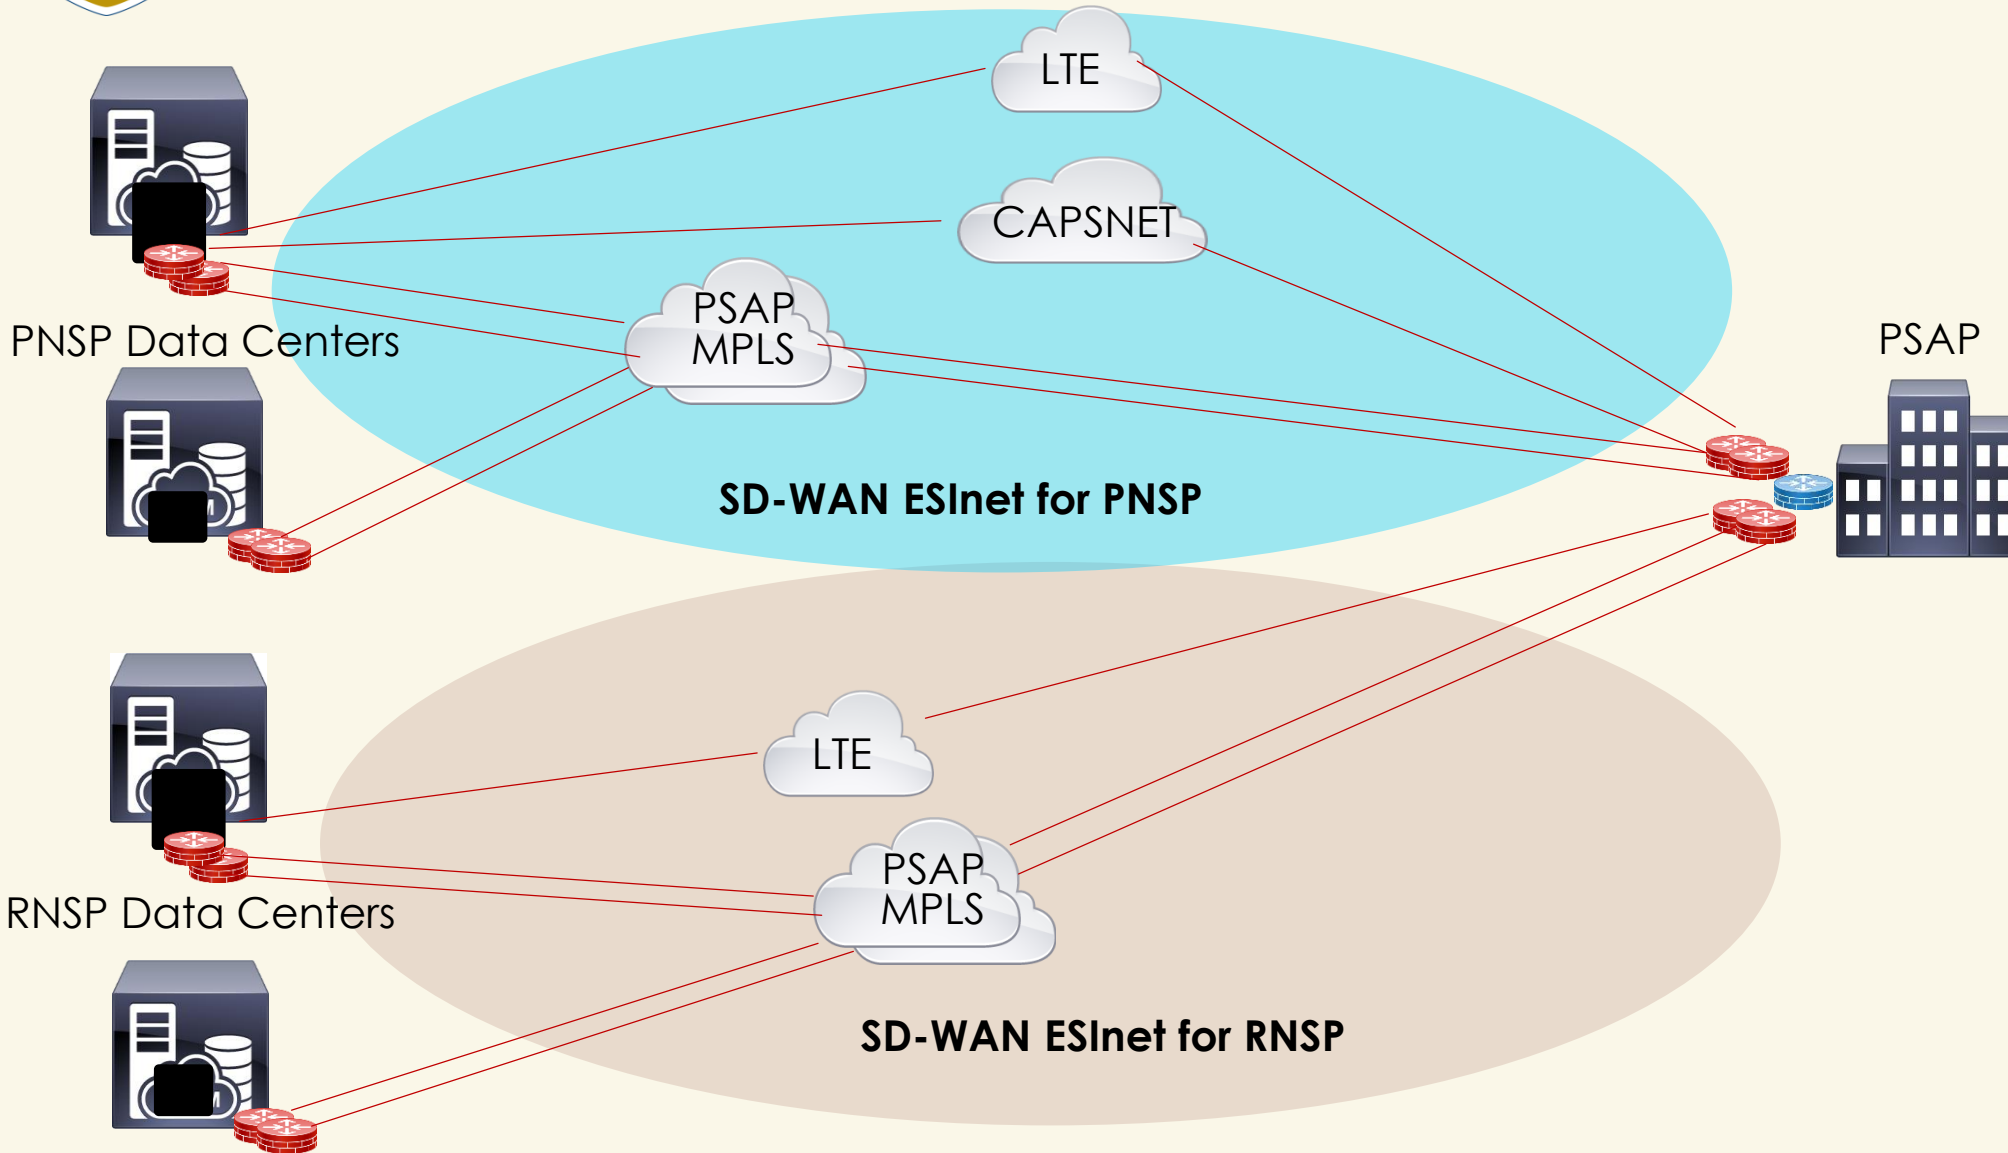 LTE
CAPSNET
PSAP
MPLS
PNSP Data Centers
PSAP
SD-WAN ESInet for PNSP
LTE
PSAP
MPLS
RNSP Data Centers
SD-WAN ESInet for RNSP